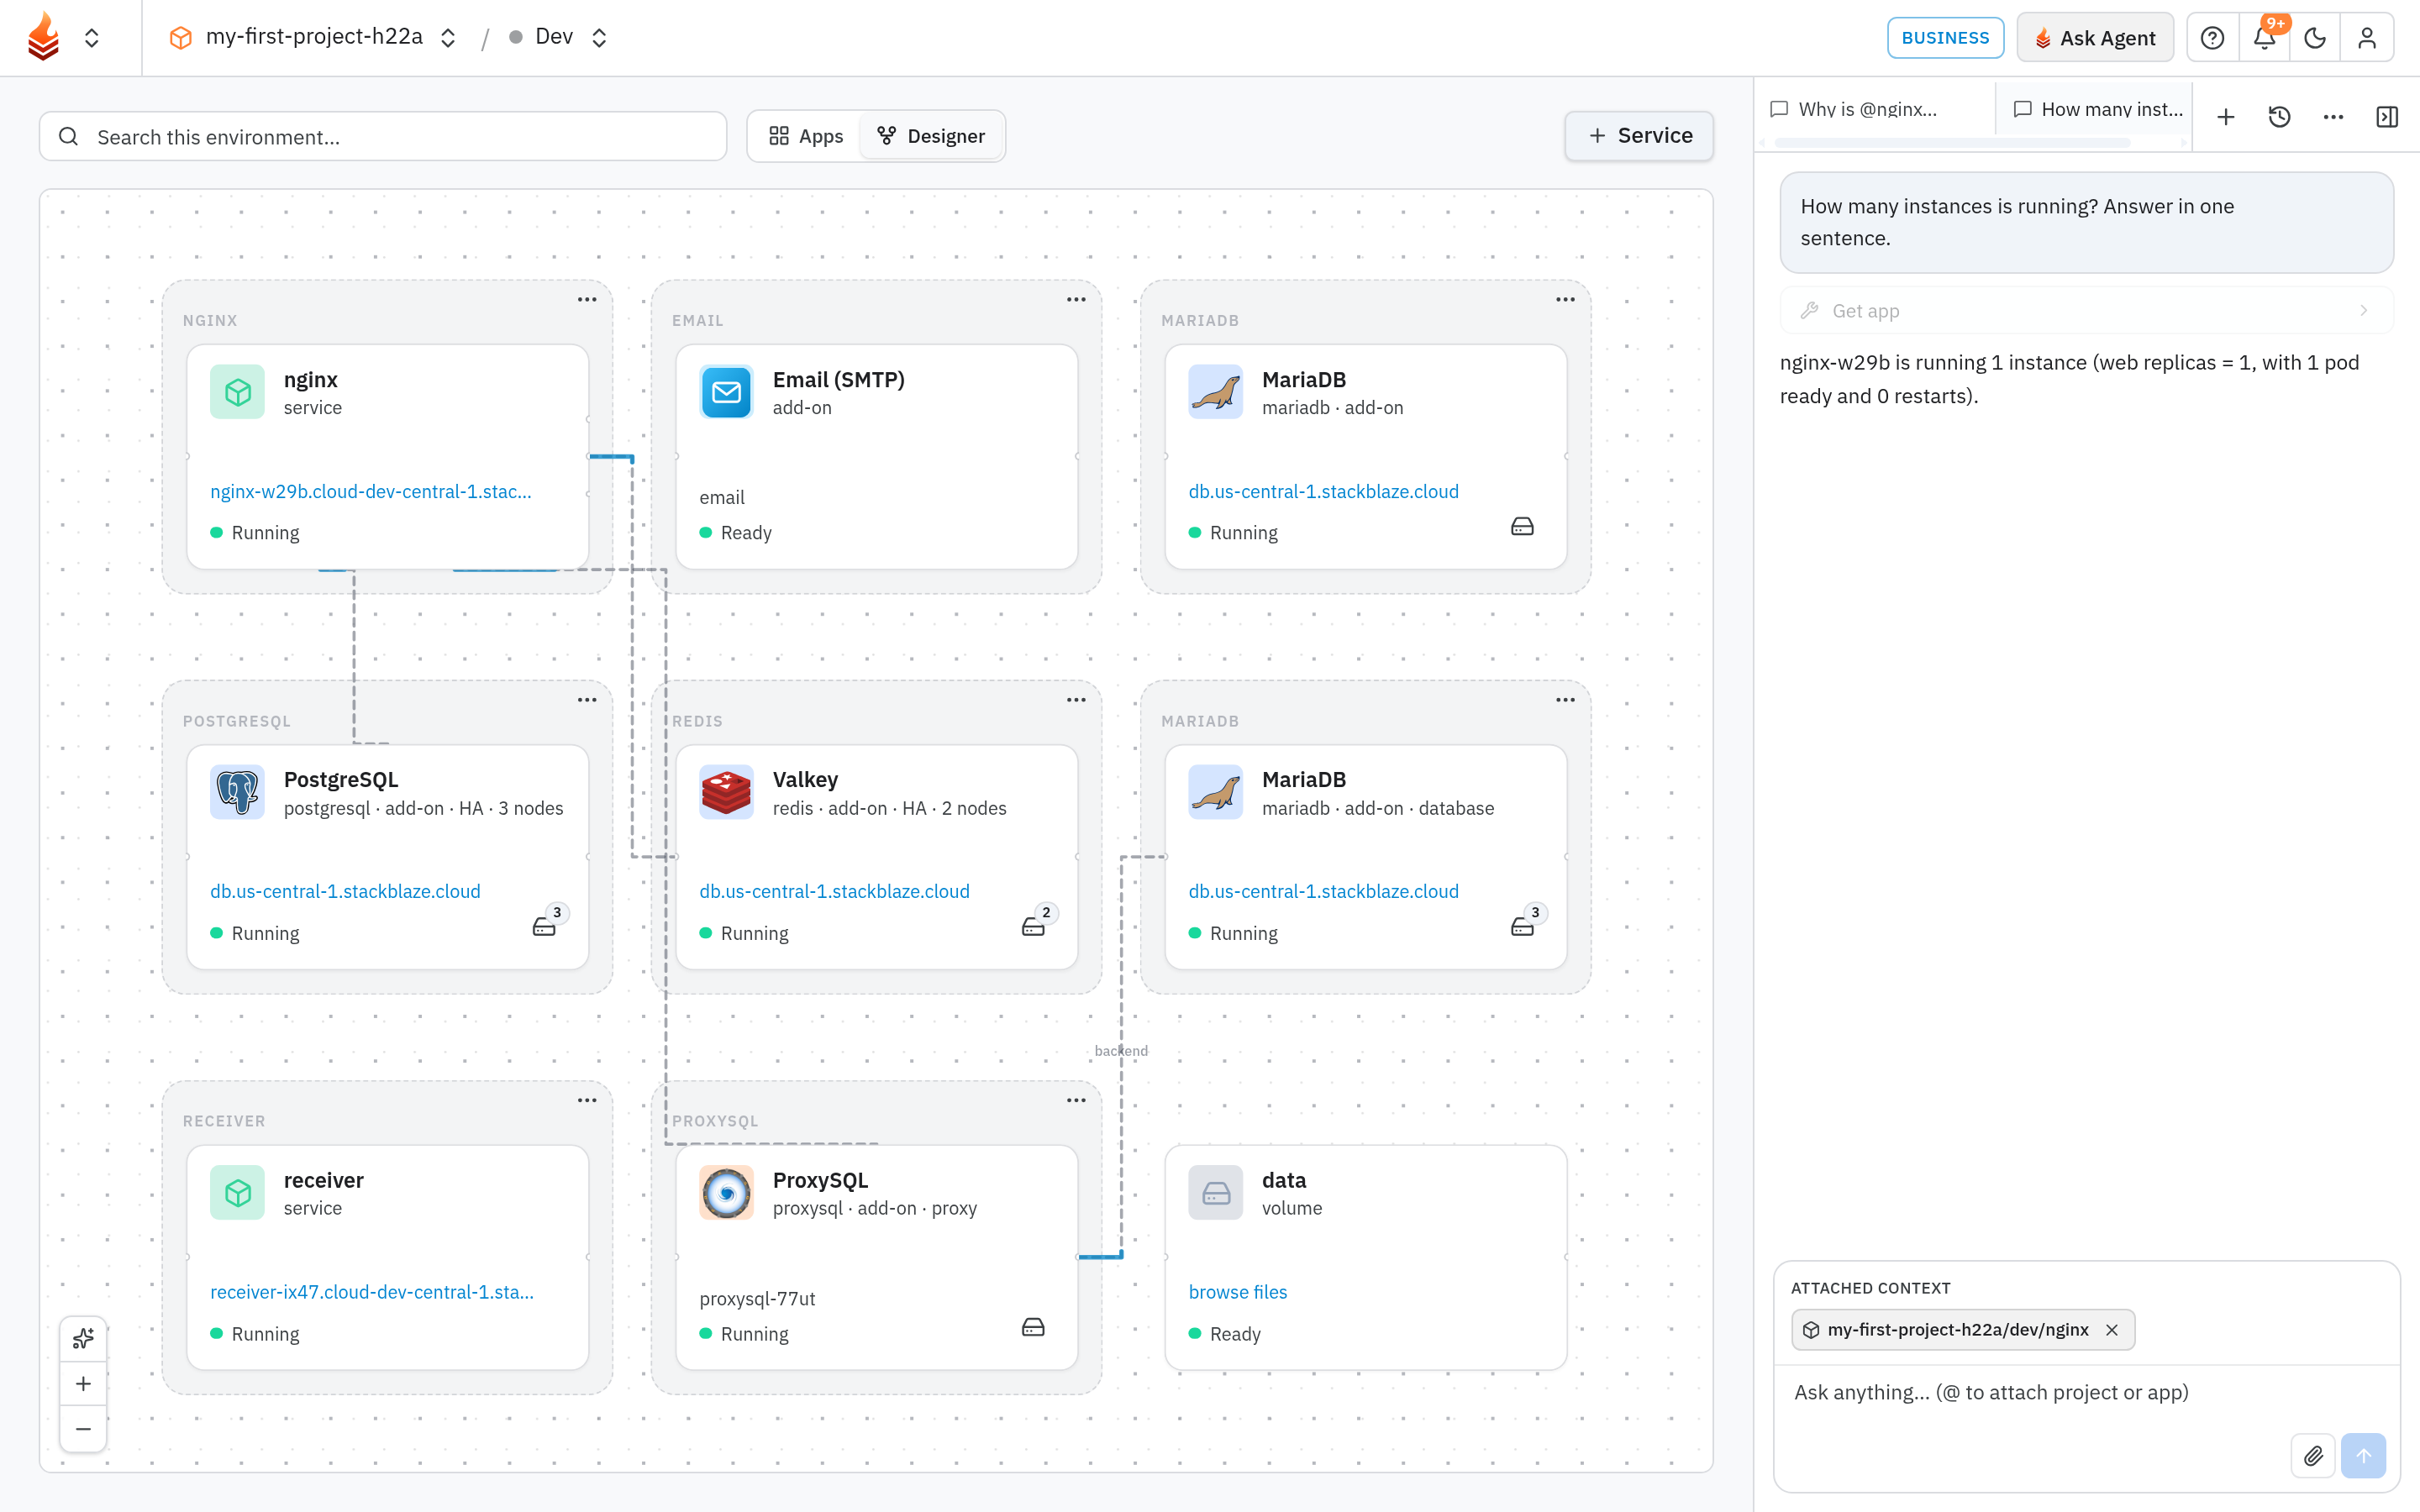 my-first-project-h22a / Dev
BUSINESS
Ask Agent
9+
Search this environment...
Apps
Designer
+ Service
NGINX
nginx
service
nginx-w29b.cloud-dev-central-1.stac...
Running
EMAIL
Email (SMTP)
add-on
email
Ready
MARIADB
MariaDB
mariadb · add-on
db.us-central-1.stackblaze.cloud
Running
POSTGRESQL
PostgreSQL
postgresql · add-on · HA · 3 nodes
db.us-central-1.stackblaze.cloud
3
Running
REDIS
Valkey
redis · add-on · HA · 2 nodes
db.us-central-1.stackblaze.cloud
2
Running
MARIADB
MariaDB
mariadb · add-on · database
db.us-central-1.stackblaze.cloud
3
Running
backend
RECEIVER
receiver
service
receiver-ix47.cloud-dev-central-1.sta...
Running
PROXYSQL
ProxySQL
proxysql · add-on · proxy
proxysql-77ut
Running
data
volume
browse files
Ready
Why is @nginx...
How many inst...
How many instances is running? Answer in one
sentence.
Get app
nginx-w29b is running 1 instance (web replicas = 1, with 1 pod
ready and 0 restarts).
ATTACHED CONTEXT
my-first-project-h22a/dev/nginx
Ask anything... (@ to attach project or app)